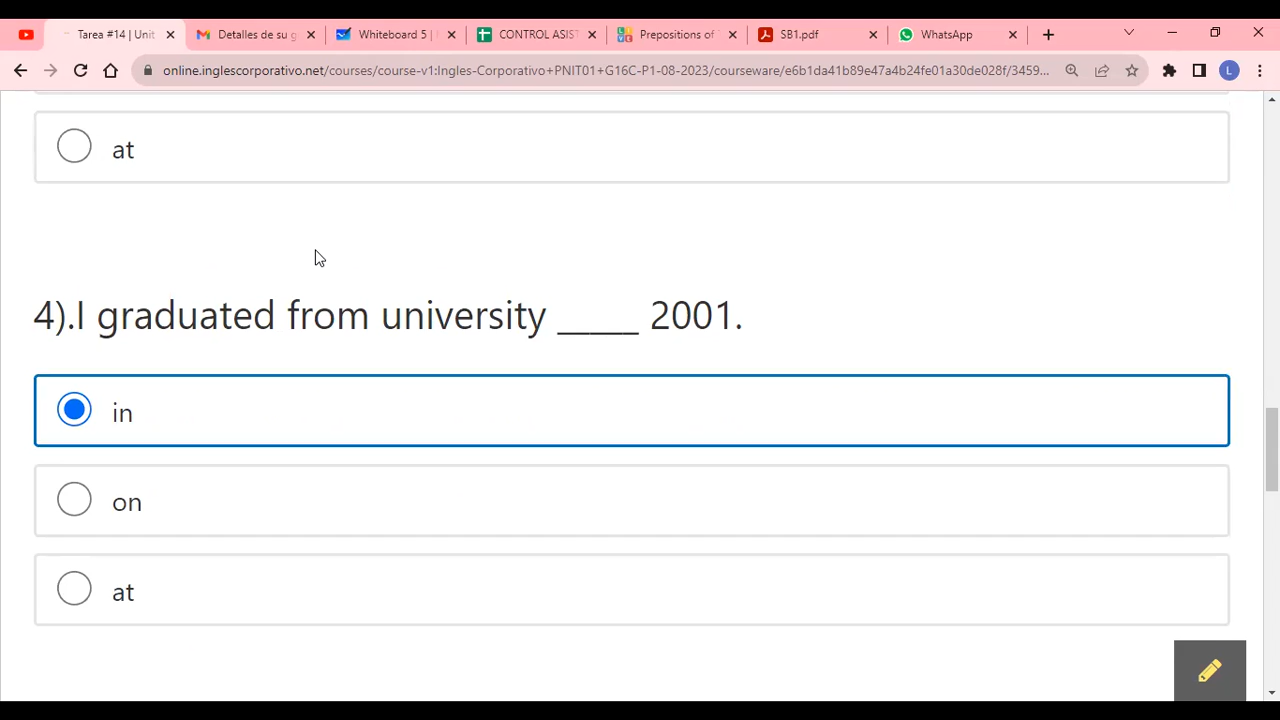 Tarea #14 | Unit
Detalles de su g
Whiteboard 5 |
CONTROL ASIST
Prepositions of
SB1.pdf
WhatsApp
online.inglescorporativo.net/courses/course-v1:Ingles-Corporativo+PNIT01+G16C-P1-08-2023/courseware/e6b1da41b89e47a4b24fe01a30de028f/3459...
L
at
4).I graduated from university _____ 2001.
in
on
at